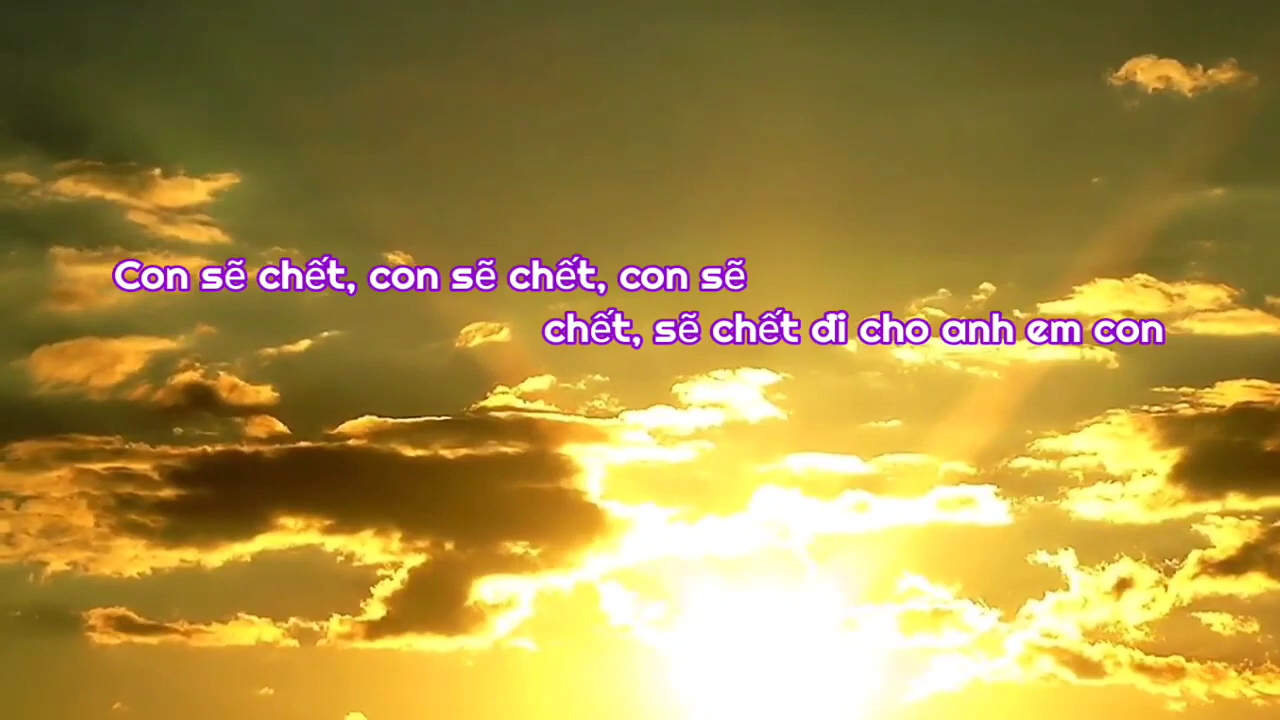 Con sẽ chết, con sẽ chết, con sẽ
chết, sẽ chết đi cho anh em con